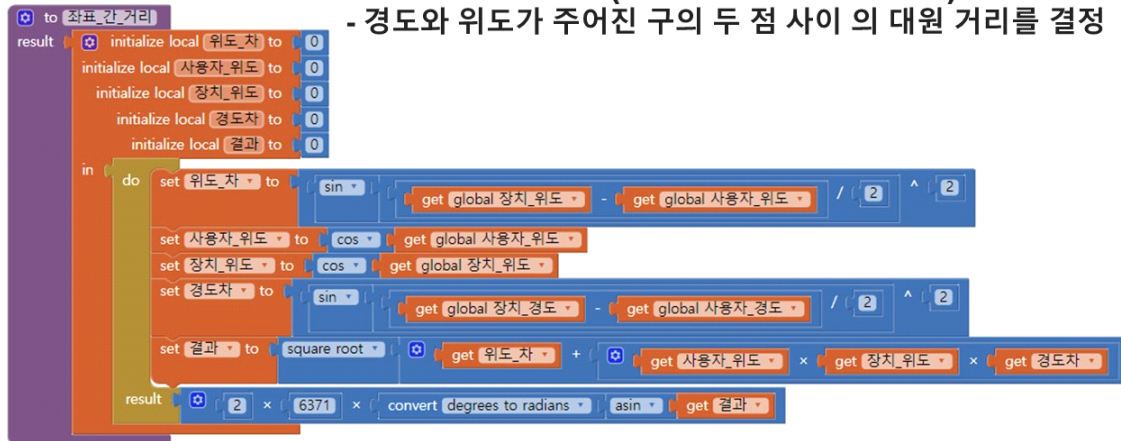 to 좌표_간_거리
- 경도와 위도가 주어진 구의 두 점 사이 의 대원 거리를 결정
result initialize local 위도_차 to 0
initialize local 사용자_위도 to 0
initialize local 장치_위도 to 0
initialize local 경도차 to 0
initialize local 결과 to 0
in do set 위도_차 to sin get global 장치_위도 - get global 사용자_위도 / 2 ^ 2
set 사용자_위도 to cos get global 사용자_위도
set 장치_위도 to cos get global 장치_위도
set 경도차 to sin get global 장치_경도 - get global 사용자_경도 / 2 ^ 2
set 결과 to square root get 위도_차 + get 사용자_위도 × get 장치_위도 × get 경도차
result 2 × 6371 × convert degrees to radians asin get 결과